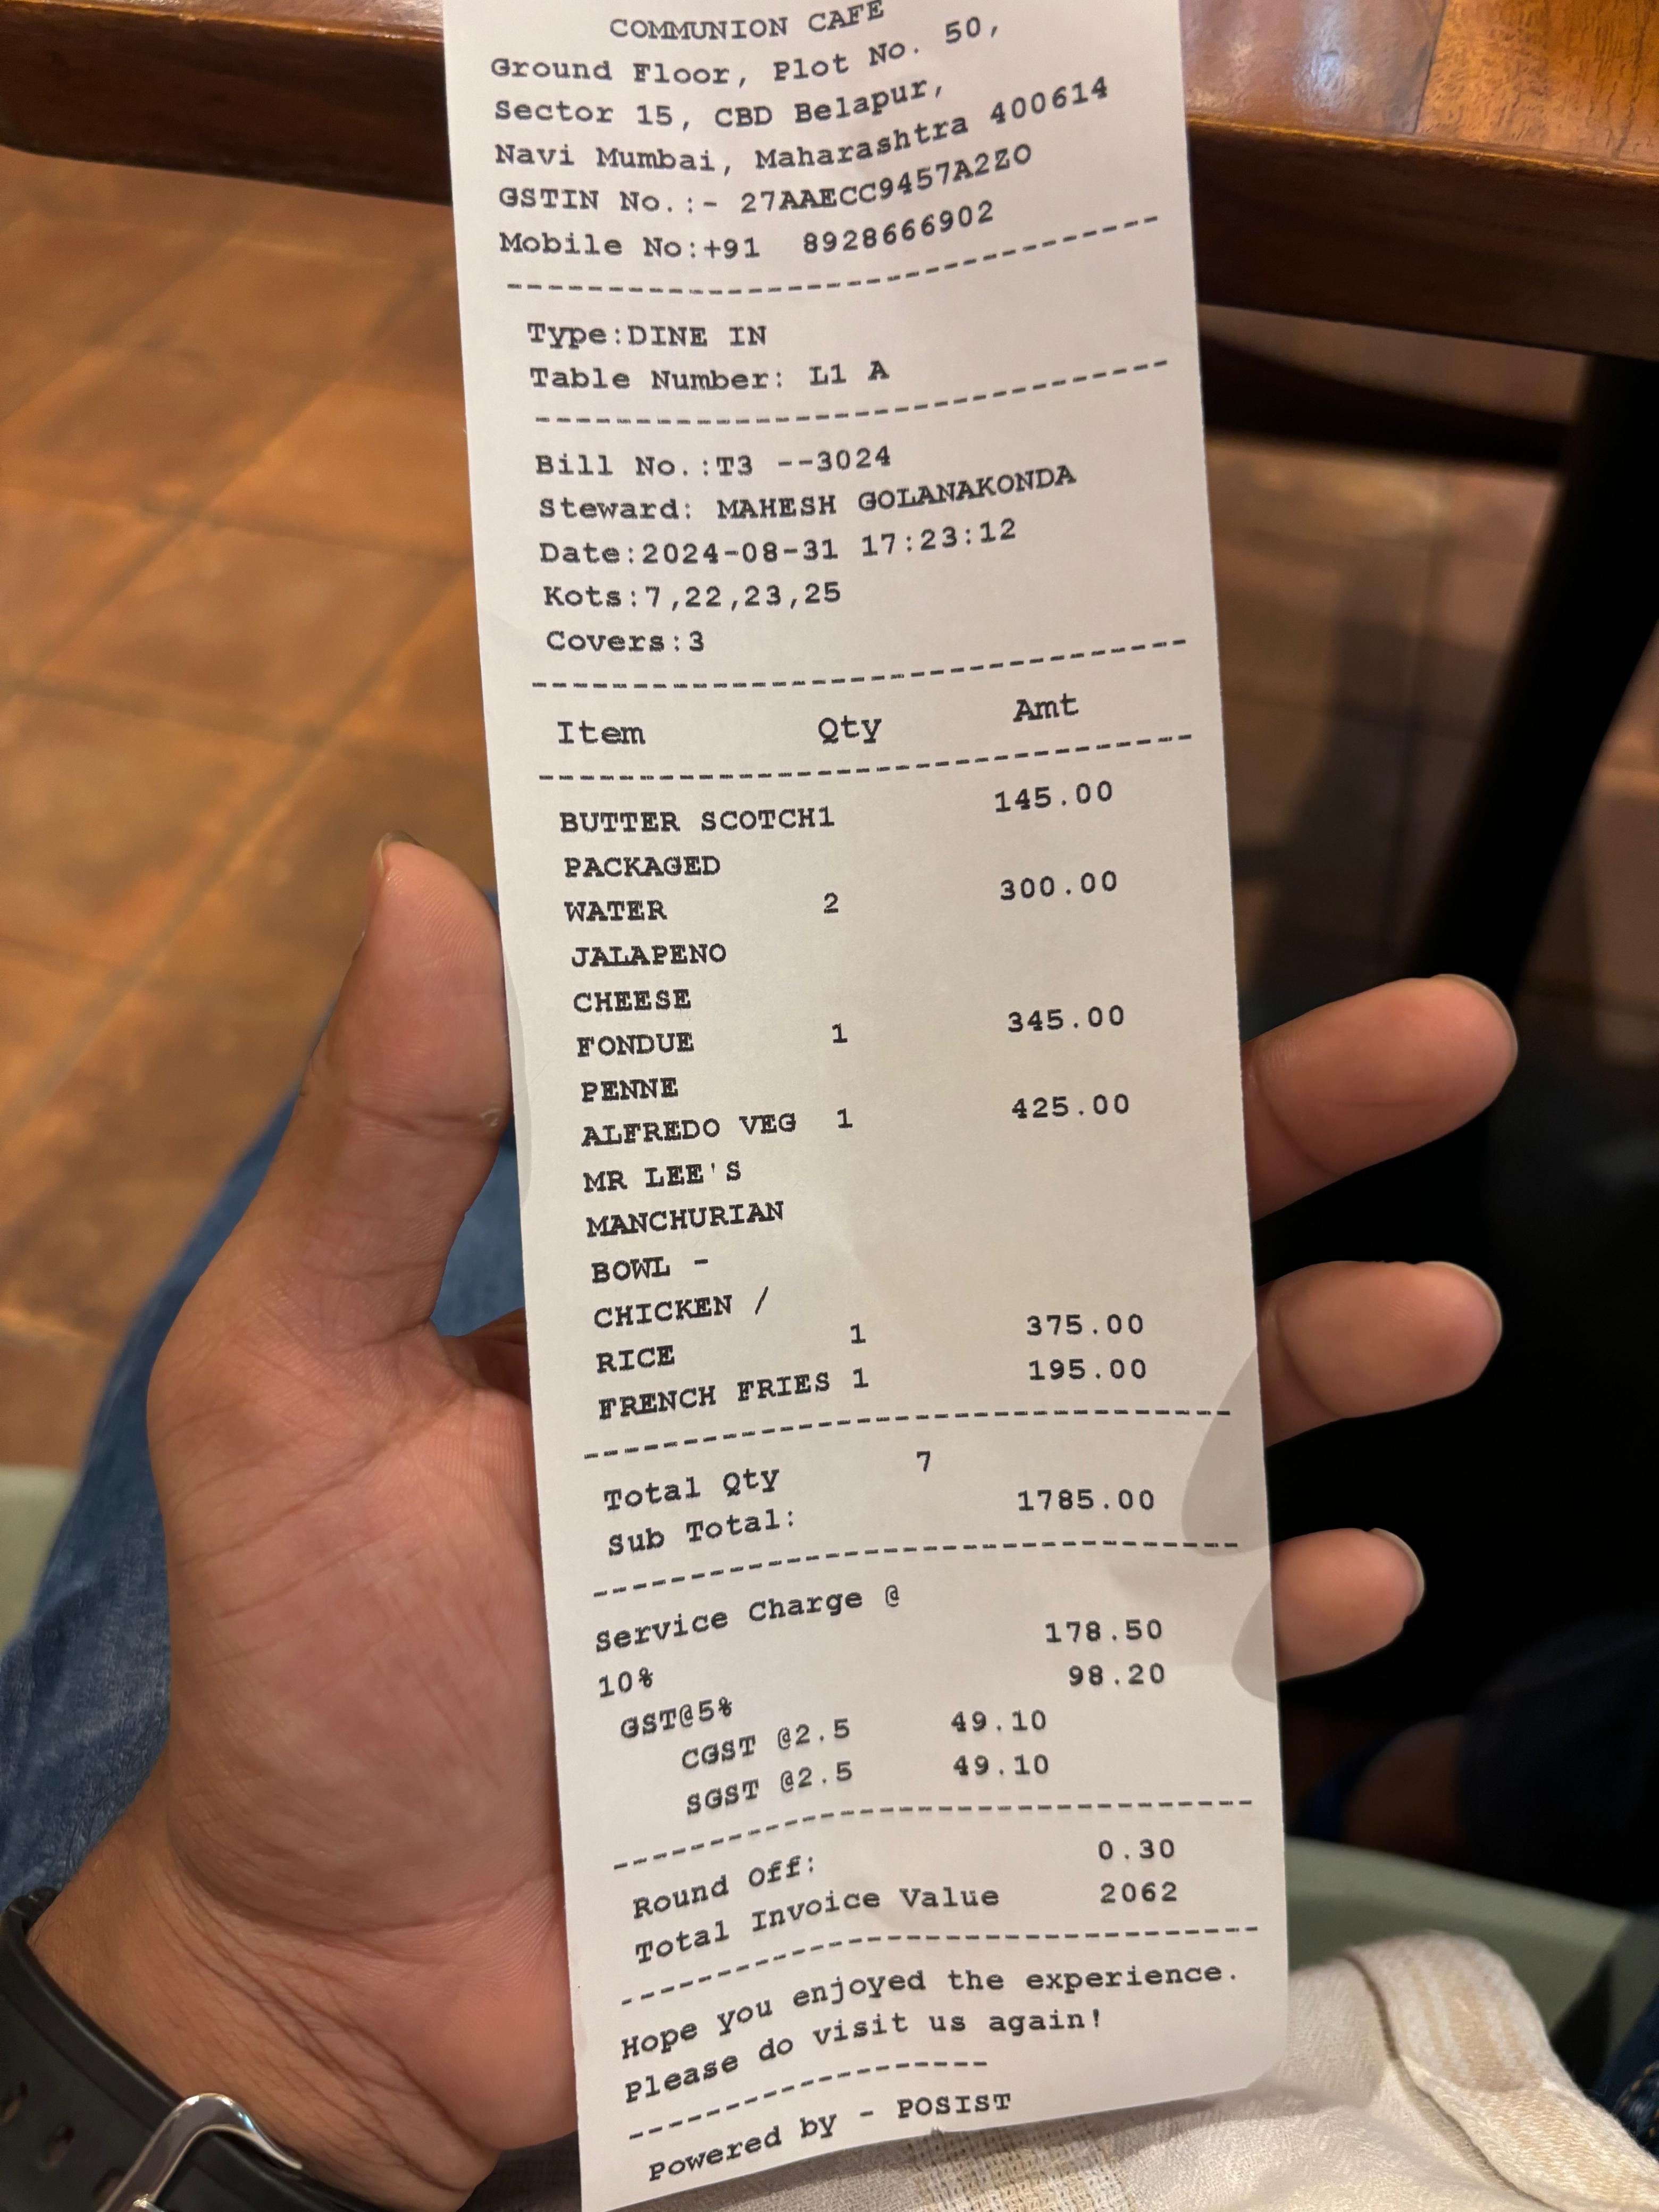 COMMUNION CAFE
Ground Floor, Plot No. 50,
Sector 15, CBD Belapur,
Navi Mumbai, Maharashtra 400614
GSTIN No.:- 27AAECC9457A2ZO
Mobile No:+91 8928666902
--------------------------------
Type:DINE IN
Table Number: L1 A
--------------------------------
Bill No.:T3 --3024
Steward: MAHESH GOLANAKONDA
Date:2024-08-31 17:23:12
Kots:7,22,23,25
Covers:3
--------------------------------
Item Qty Amt
--------------------------------
BUTTER SCOTCH1 145.00
PACKAGED
WATER 2 300.00
JALAPENO
CHEESE
FONDUE 1 345.00
PENNE
ALFREDO VEG 1 425.00
MR LEE'S
MANCHURIAN
BOWL -
CHICKEN /
RICE 1 375.00
FRENCH FRIES 1 195.00
--------------------------------
Total Qty 7
Sub Total: 1785.00
--------------------------------
Service Charge @
10% 178.50
GST@5% 98.20
CGST @2.5 49.10
SGST @2.5 49.10
--------------------------------
Round Off: 0.30
Total Invoice Value 2062
--------------------------------
Hope you enjoyed the experience.
Please do visit us again!
------------------
Powered by - POSIST